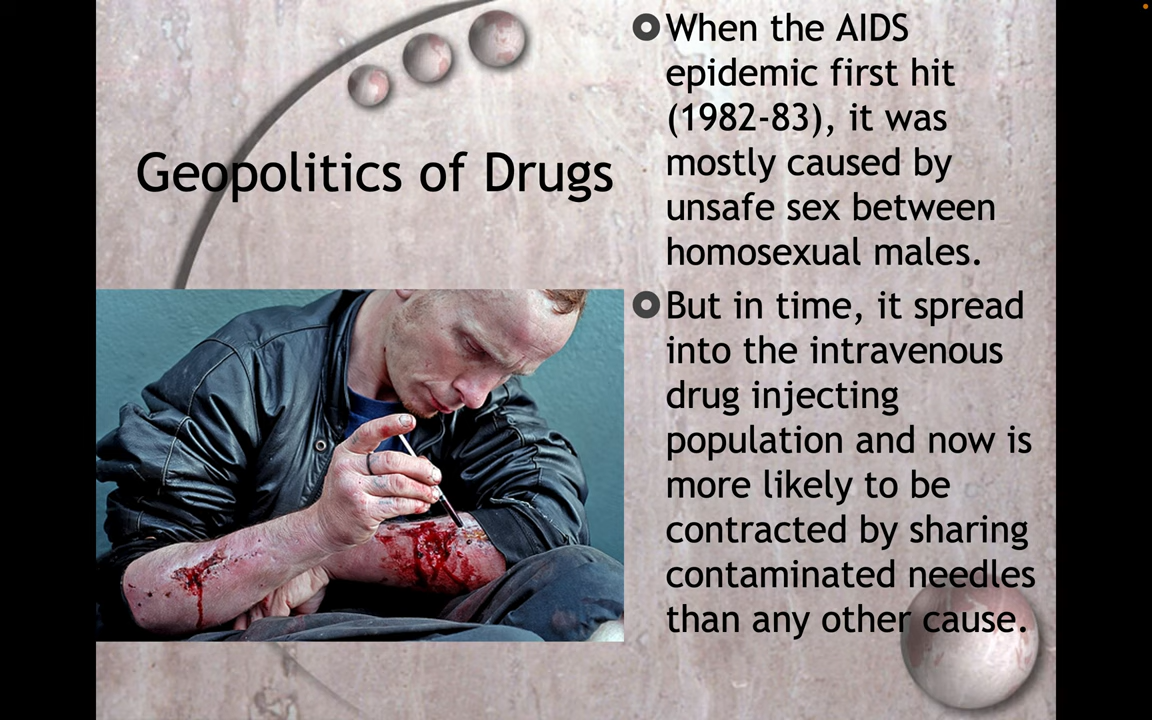 Geopolitics of Drugs
When the AIDS
epidemic first hit
(1982-83), it was
mostly caused by
unsafe sex between
homosexual males.
But in time, it spread
into the intravenous
drug injecting
population and now is
more likely to be
contracted by sharing
contaminated needles
than any other cause.